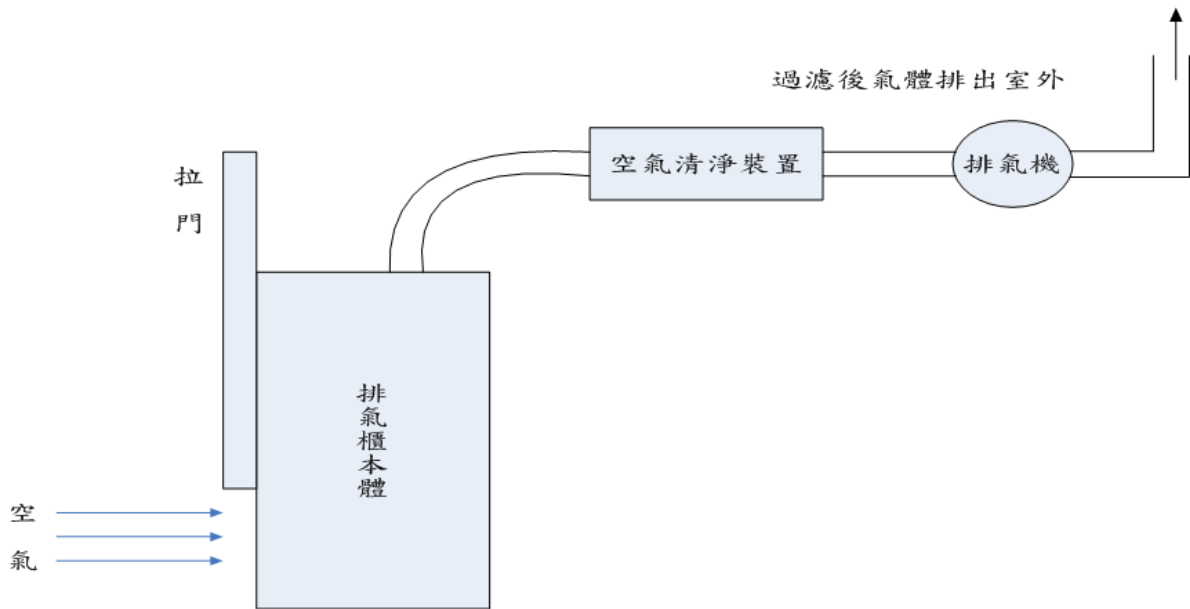 過濾後氣體排出室外
空氣清淨裝置
排氣機
拉門
排氣櫃本體
空氣